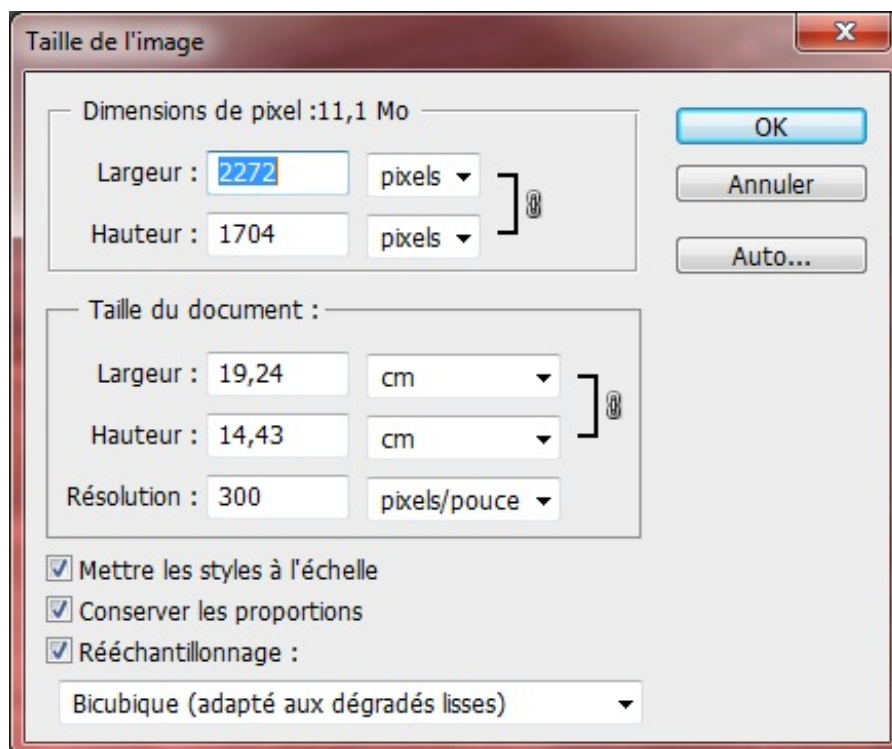 Taille de l'image
Dimensions de pixel :11,1 Mo
Largeur : 2272 pixels
Hauteur : 1704 pixels
OK
Annuler
Auto...
Taille du document :
Largeur : 19,24 cm
Hauteur : 14,43 cm
Résolution : 300 pixels/pouce
Mettre les styles à l'échelle
Conserver les proportions
Rééchantillonnage :
Bicubique (adapté aux dégradés lisses)